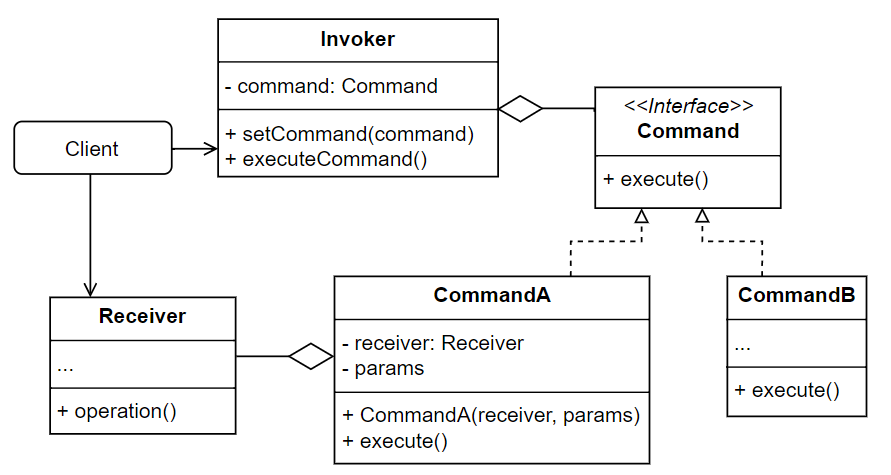 Invoker
- command: Command
+ setCommand(command)
+ executeCommand()
<<Interface>>
Command
+ execute()
Client
Receiver
...
+ operation()
CommandA
- receiver: Receiver
- params
+ CommandA(receiver, params)
+ execute()
CommandB
...
+ execute()